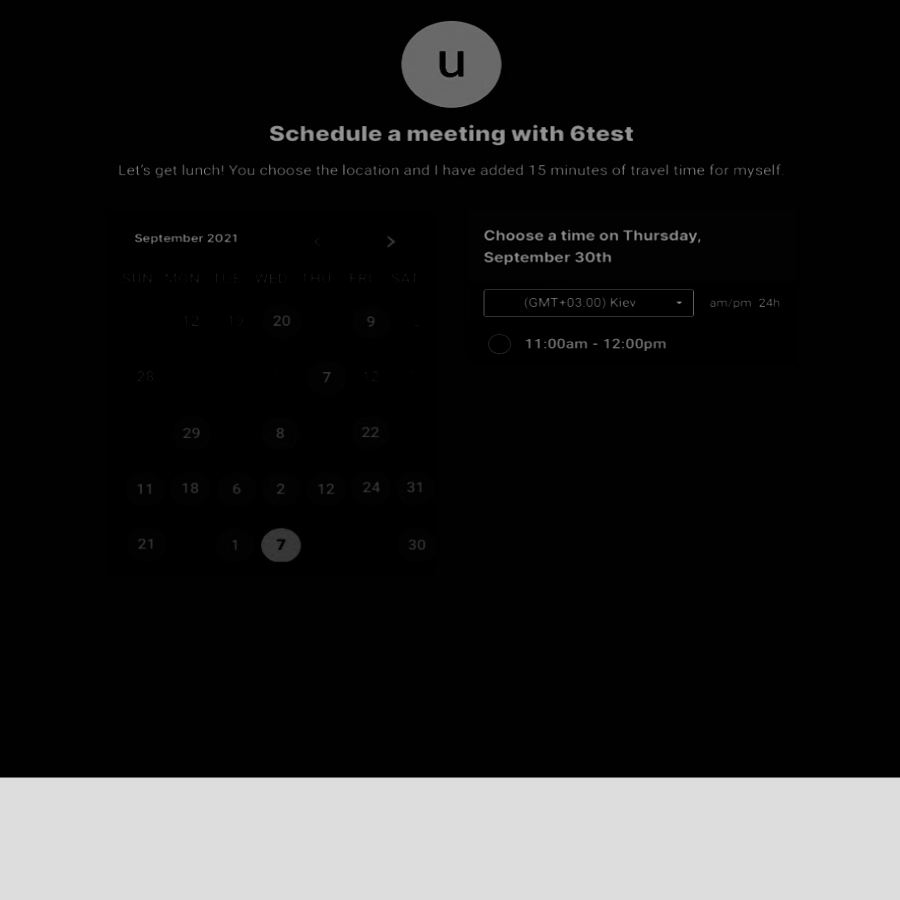 u
Schedule a meeting with 6test
Let's get lunch! You choose the location and I have added 15 minutes of travel time for myself.
September 2021
SUN MON TUE WED THU FRI SAT
12 19 20 9
28 7 12
29 8 22
11 18 6 2 12 24 31
21 1 7 30
Choose a time on Thursday,
September 30th
(GMT+03:00) Kiev
am/pm 24h
11:00am - 12:00pm